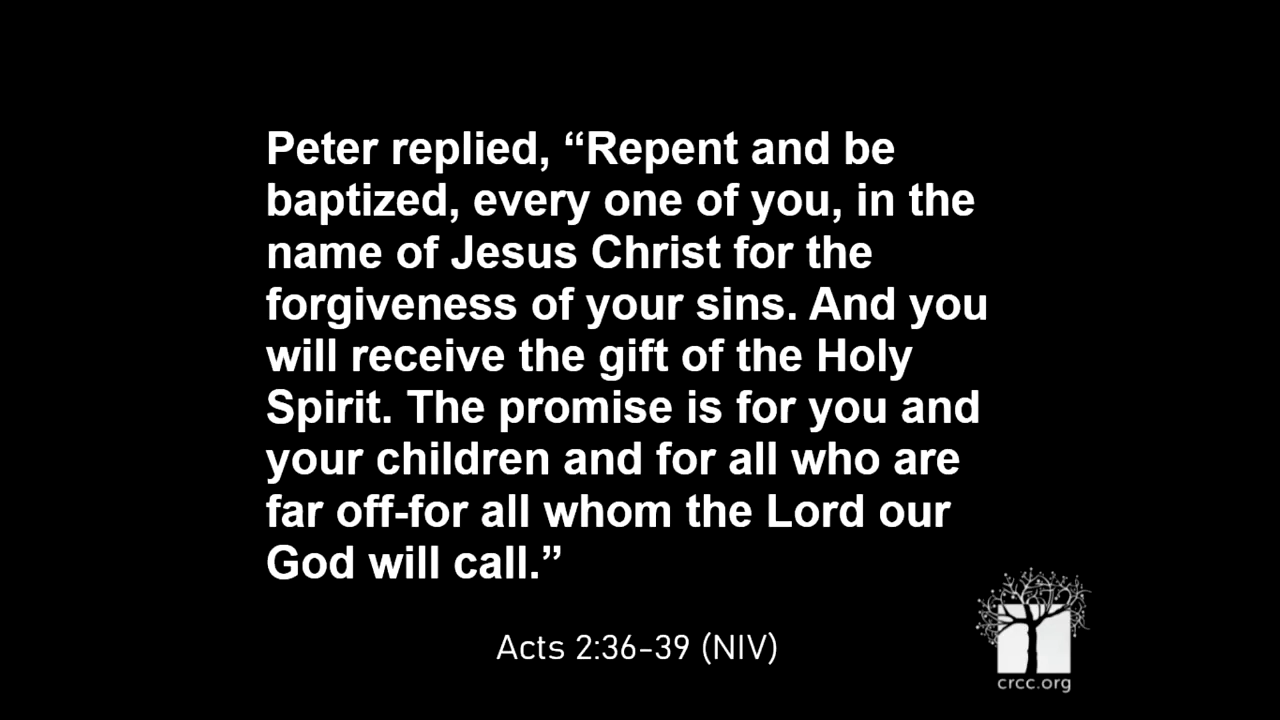 Peter replied, “Repent and be
baptized, every one of you, in the
name of Jesus Christ for the
forgiveness of your sins. And you
will receive the gift of the Holy
Spirit. The promise is for you and
your children and for all who are
far off-for all whom the Lord our
God will call.”
Acts 2:36-39 (NIV)
crcc.org